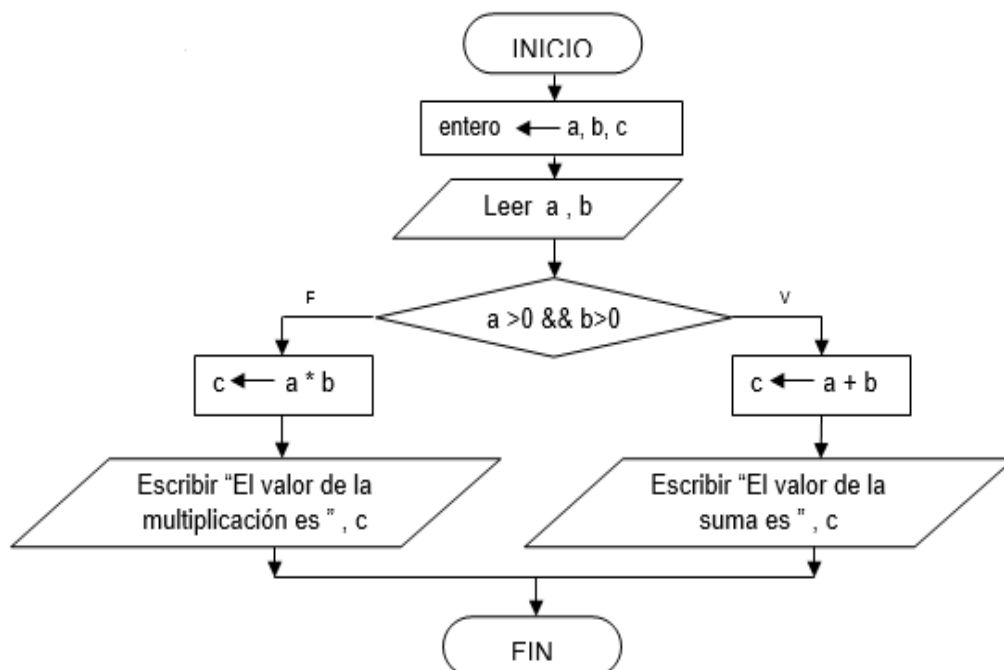 INICIO
entero ← a, b, c
Leer a , b
F
V
a >0 && b>0
c ← a * b
c ← a + b
Escribir “El valor de la
multiplicación es ” , c
Escribir “El valor de la
suma es ” , c
FIN